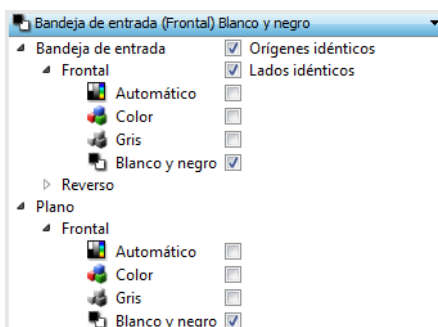 Bandeja de entrada (Frontal) Blanco y negro
Bandeja de entrada Orígenes idénticos
Frontal Lados idénticos
Automático
Color
Gris
Blanco y negro
Reverso
Plano
Frontal
Automático
Color
Gris
Blanco y negro